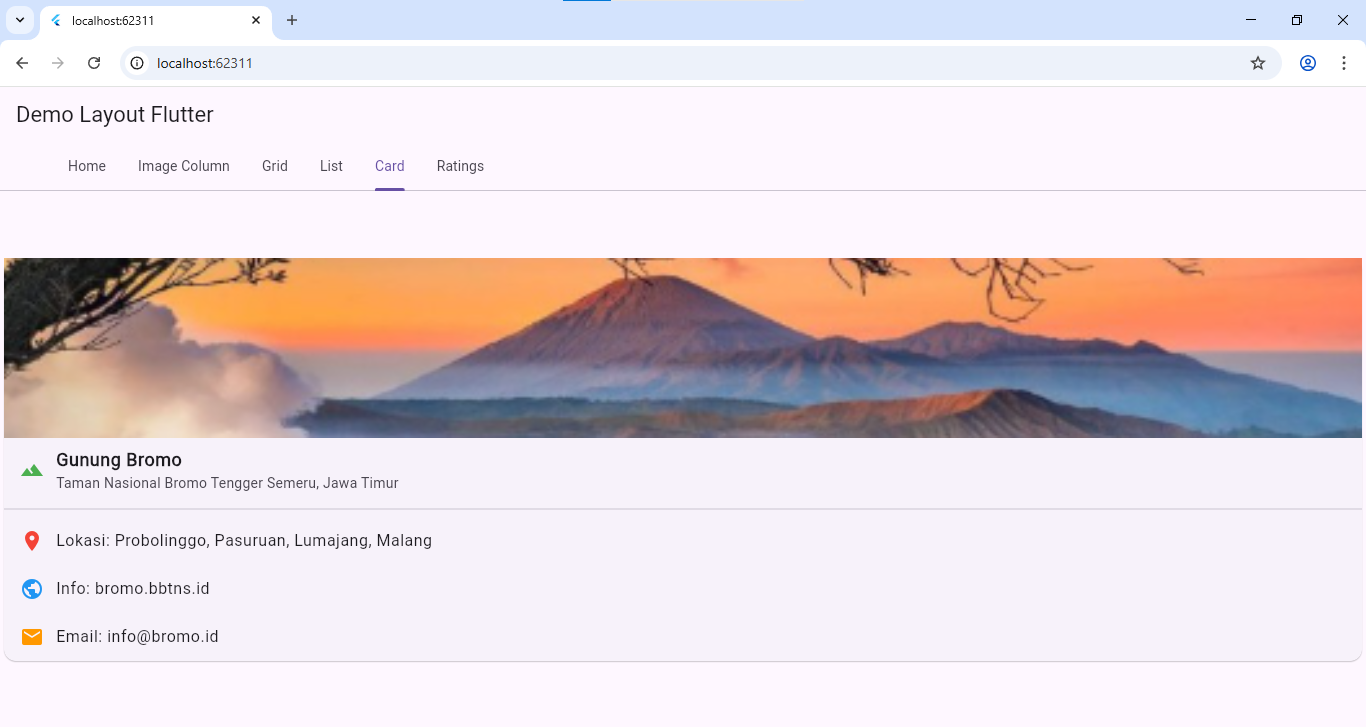 localhost:62311
localhost:62311
Demo Layout Flutter
Home Image Column Grid List Card Ratings
Gunung Bromo
Taman Nasional Bromo Tengger Semeru, Jawa Timur
Lokasi: Probolinggo, Pasuruan, Lumajang, Malang
Info: bromo.bbtns.id
Email: info@bromo.id